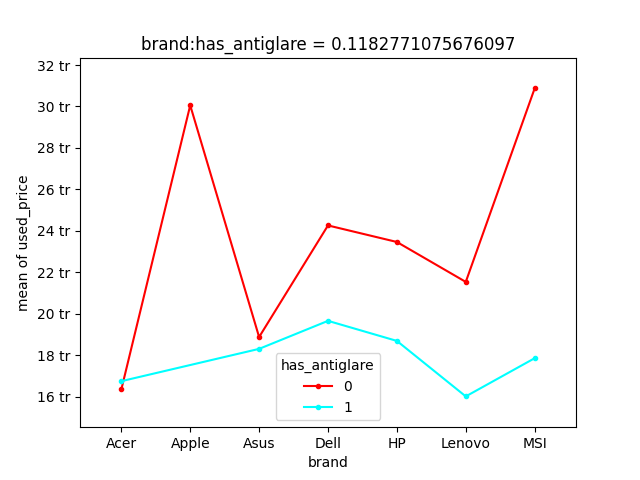 brand:has_antiglare = 0.1182771075676097
32 tr
30 tr
28 tr
26 tr
24 tr
22 tr
20 tr
18 tr
16 tr
mean of used_price
has_antiglare
0
1
Acer Apple Asus Dell HP Lenovo MSI
brand